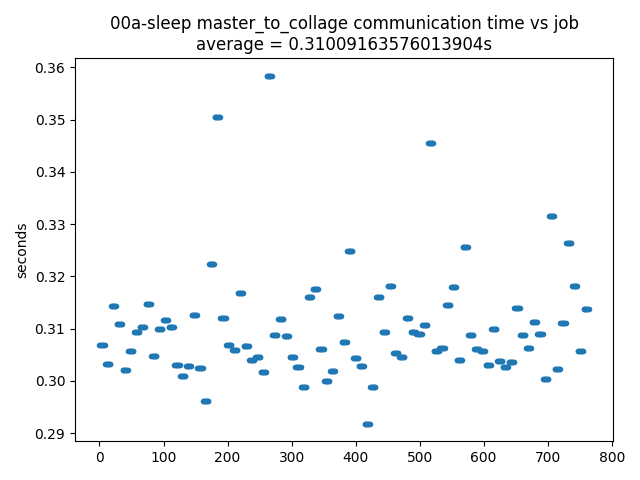 00a-sleep master_to_collage communication time vs job
average = 0.31009163576013904s
0.36
0.35
0.34
0.33
0.32
0.31
0.30
0.29
seconds
0 100 200 300 400 500 600 700 800